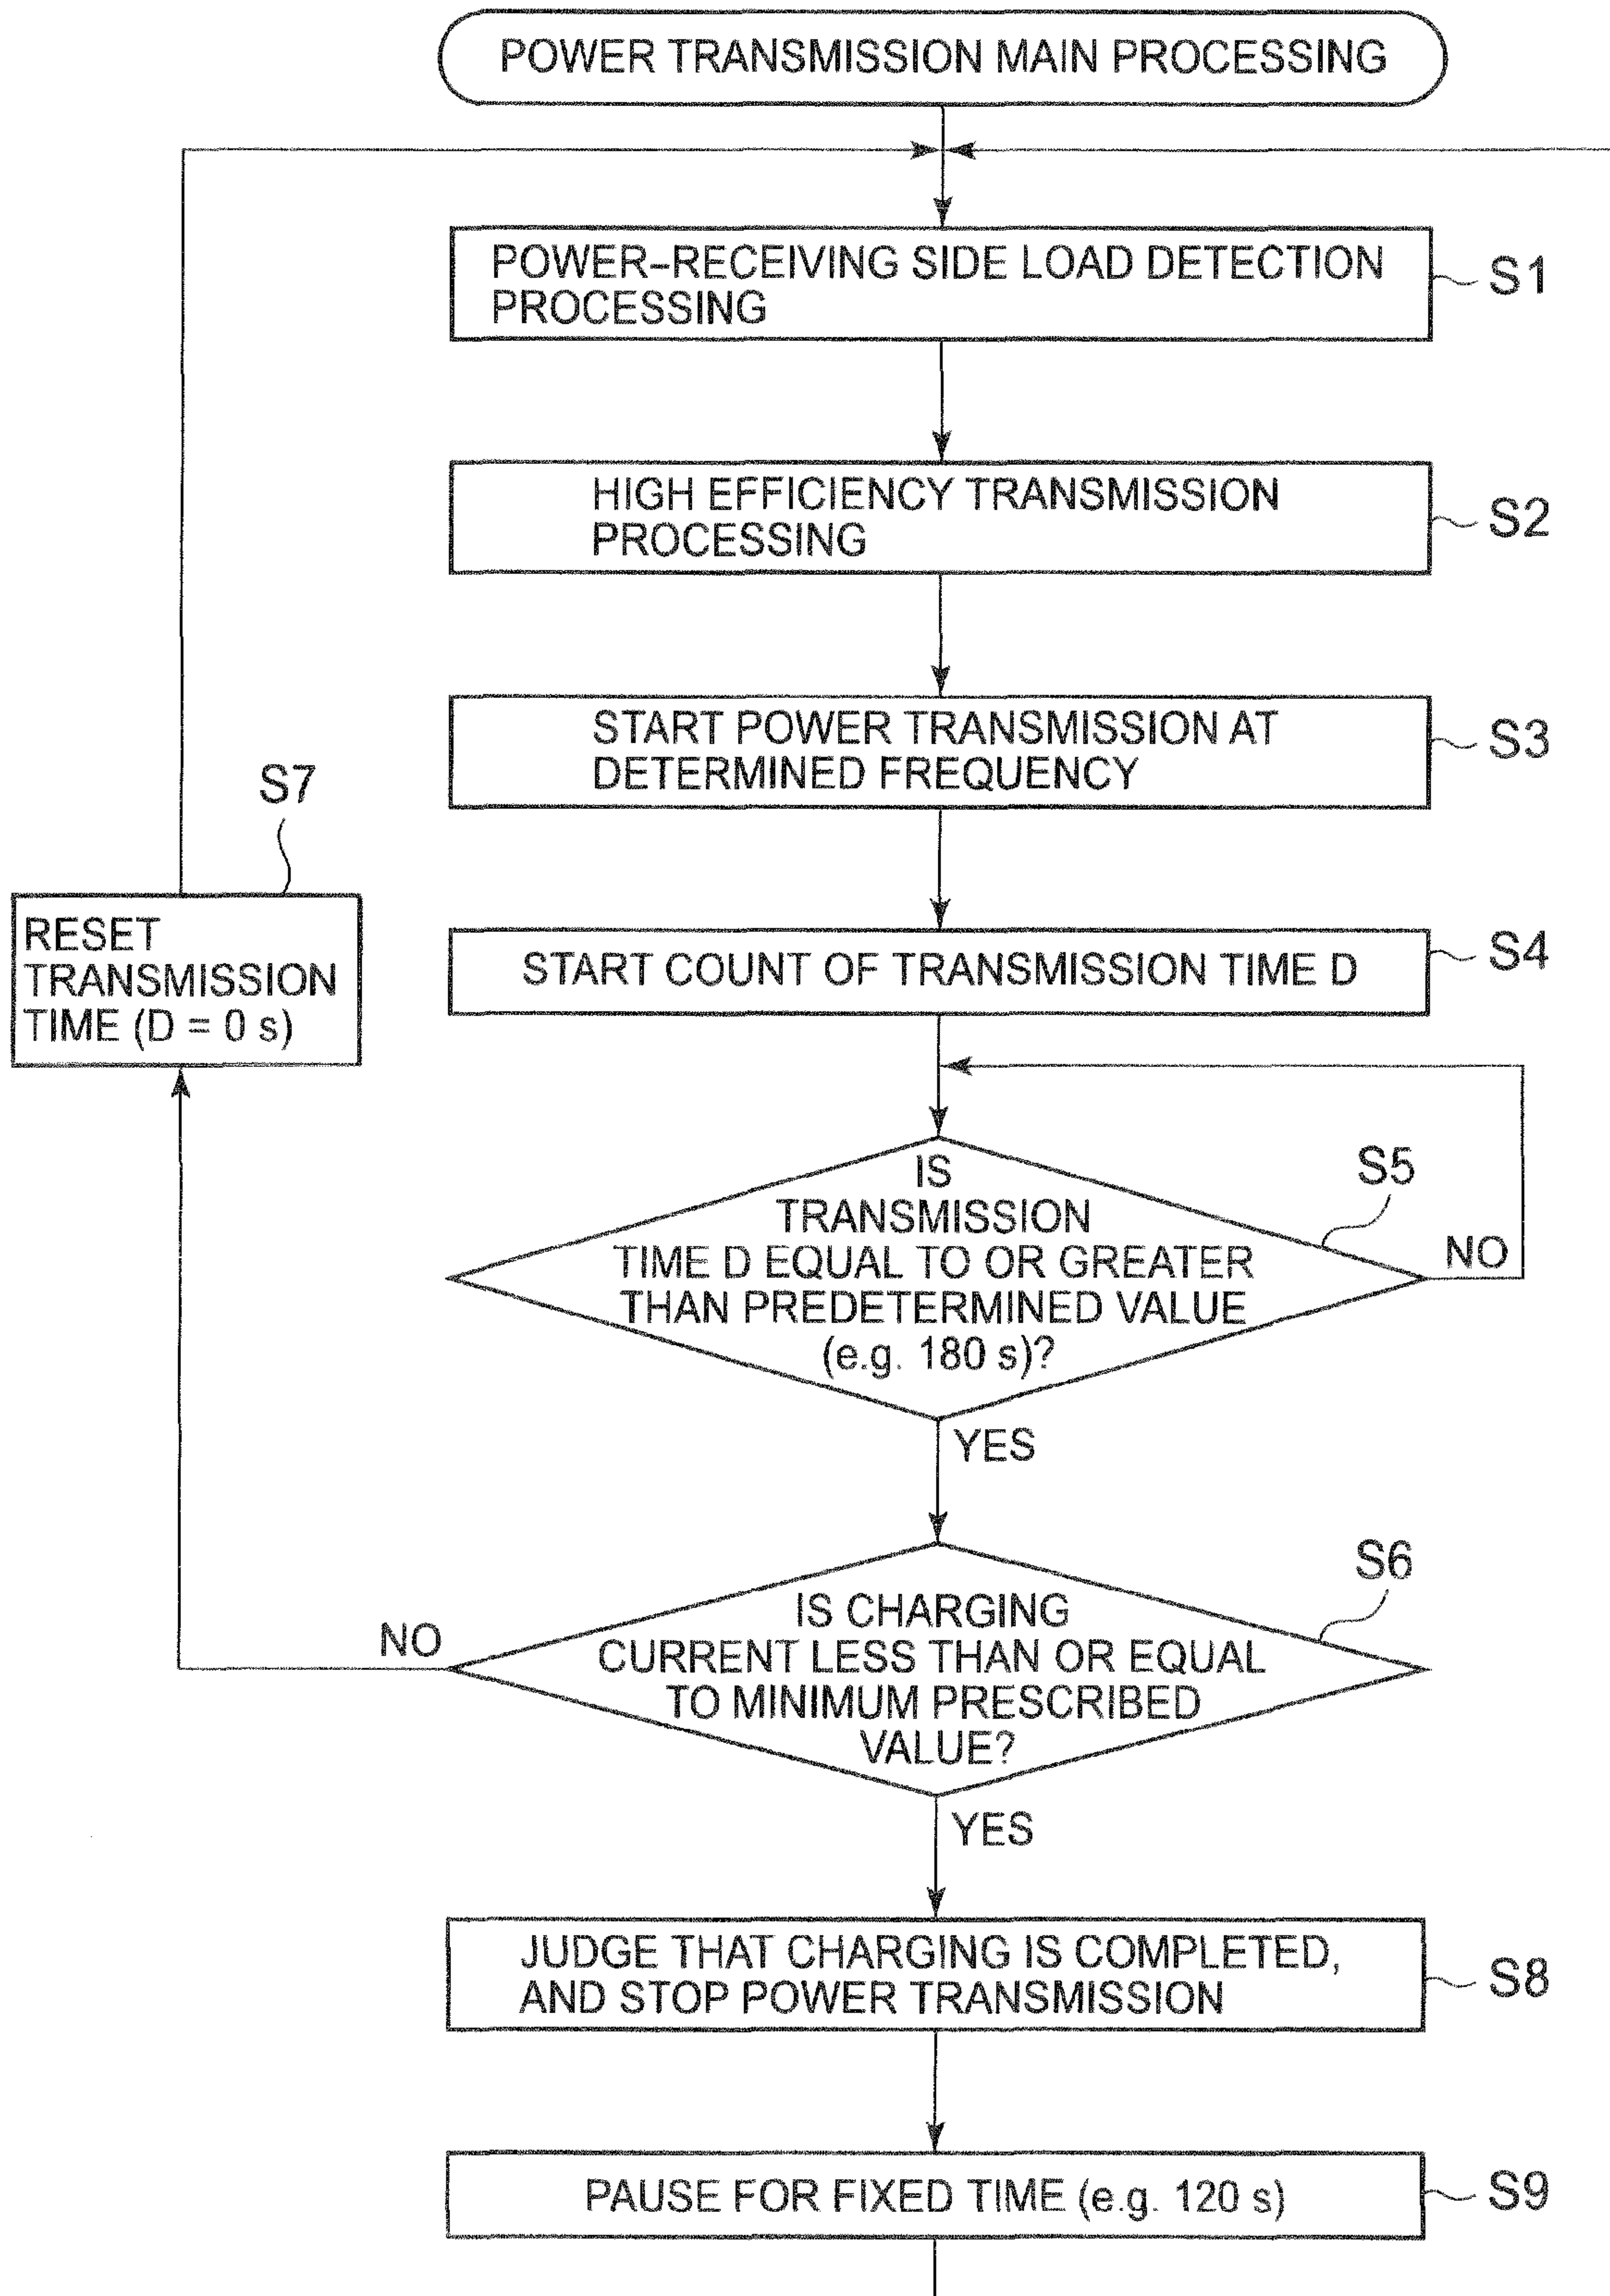 POWER TRANSMISSION MAIN PROCESSING
POWER-RECEIVING SIDE LOAD DETECTION
PROCESSING
S1
HIGH EFFICIENCY TRANSMISSION
PROCESSING
S2
START POWER TRANSMISSION AT
DETERMINED FREQUENCY
S3
S7
RESET
TRANSMISSION
TIME (D = 0 s)
START COUNT OF TRANSMISSION TIME D
S4
IS
TRANSMISSION
TIME D EQUAL TO OR GREATER
THAN PREDETERMINED VALUE
(e.g. 180 s)?
S5
NO
YES
IS CHARGING
CURRENT LESS THAN OR EQUAL
TO MINIMUM PRESCRIBED
VALUE?
S6
NO
YES
JUDGE THAT CHARGING IS COMPLETED,
AND STOP POWER TRANSMISSION
S8
PAUSE FOR FIXED TIME (e.g. 120 s)
S9